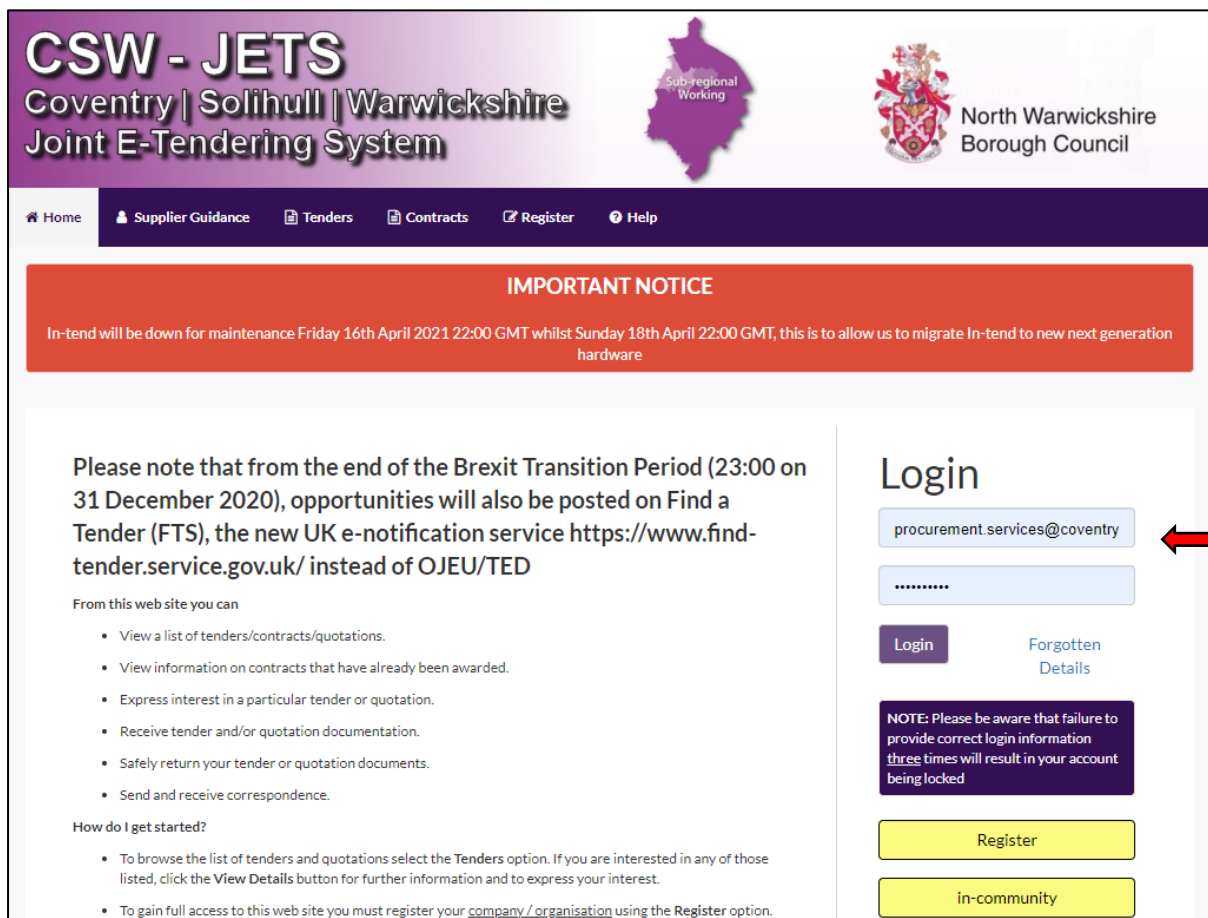 CSW - JETS
Coventry | Solihull | Warwickshire
Joint E-Tendering System
Sub-regional
Working
North Warwickshire
Borough Council
Home Supplier Guidance Tenders Contracts Register Help
IMPORTANT NOTICE
In-tend will be down for maintenance Friday 16th April 2021 22:00 GMT whilst Sunday 18th April 22:00 GMT, this is to allow us to migrate In-tend to new next generation
hardware
Please note that from the end of the Brexit Transition Period (23:00 on
31 December 2020), opportunities will also be posted on Find a
Tender (FTS), the new UK e-notification service https://www.find-
tender.service.gov.uk/ instead of OJEU/TED
From this web site you can
• View a list of tenders/contracts/quotations.
• View information on contracts that have already been awarded.
• Express interest in a particular tender or quotation.
• Receive tender and/or quotation documentation.
• Safely return your tender or quotation documents.
• Send and receive correspondence.
How do I get started?
• To browse the list of tenders and quotations select the Tenders option. If you are interested in any of those
listed, click the View Details button for further information and to express your interest.
• To gain full access to this web site you must register your company / organisation using the Register option.
Login
procurement.services@coventry
••••••••••
Login
Forgotten
Details
NOTE: Please be aware that failure to
provide correct login information
three times will result in your account
being locked
Register
in-community